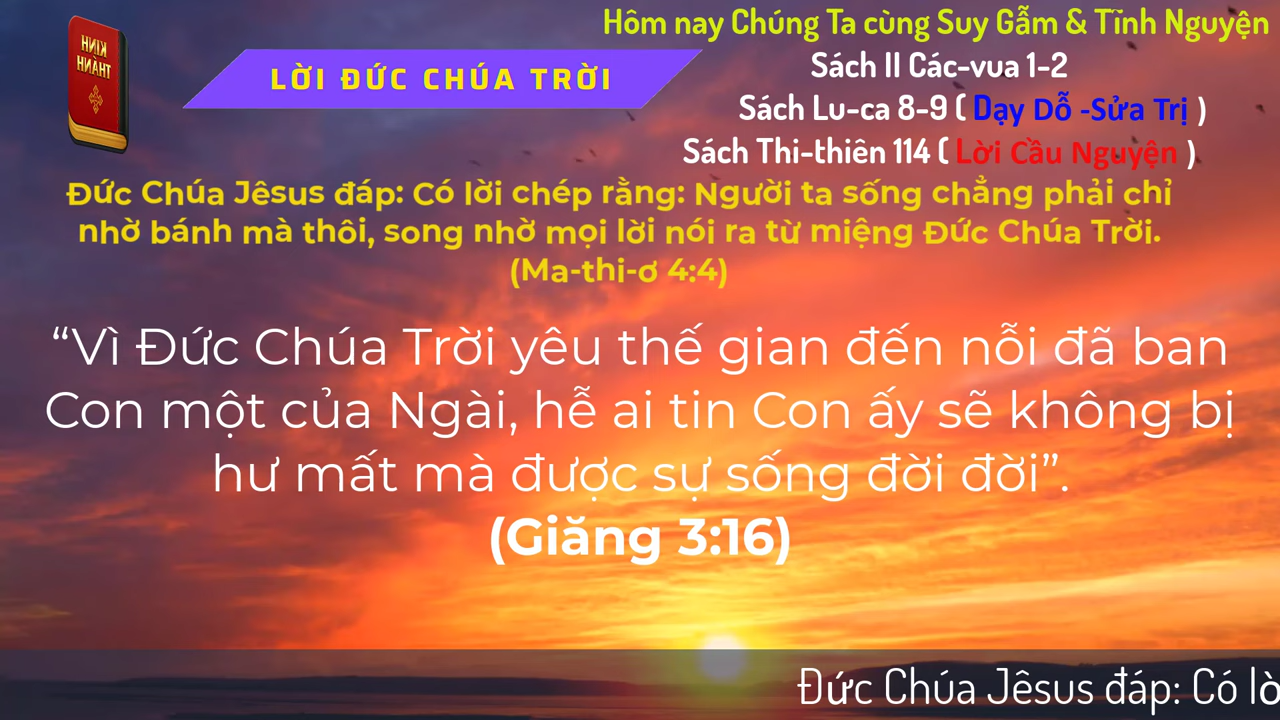 KINH
THÁNH
LỜI ĐỨC CHÚA TRỜI
Hôm nay Chúng Ta cùng Suy Gẫm & Tĩnh Nguyện
Sách II Các-vua 1-2
Sách Lu-ca 8-9 ( Dạy Dỗ -Sửa Trị )
Sách Thi-thiên 114 ( Lời Cầu Nguyện )
Đức Chúa Jêsus đáp: Có lời chép rằng: Người ta sống chẳng phải chỉ
nhờ bánh mà thôi, song nhờ mọi lời nói ra từ miệng Đức Chúa Trời.
(Ma-thi-ơ 4:4)
“Vì Đức Chúa Trời yêu thế gian đến nỗi đã ban
Con một của Ngài, hễ ai tin Con ấy sẽ không bị
hư mất mà được sự sống đời đời”.
(Giăng 3:16)
Đức Chúa Jêsus đáp: Có lờ